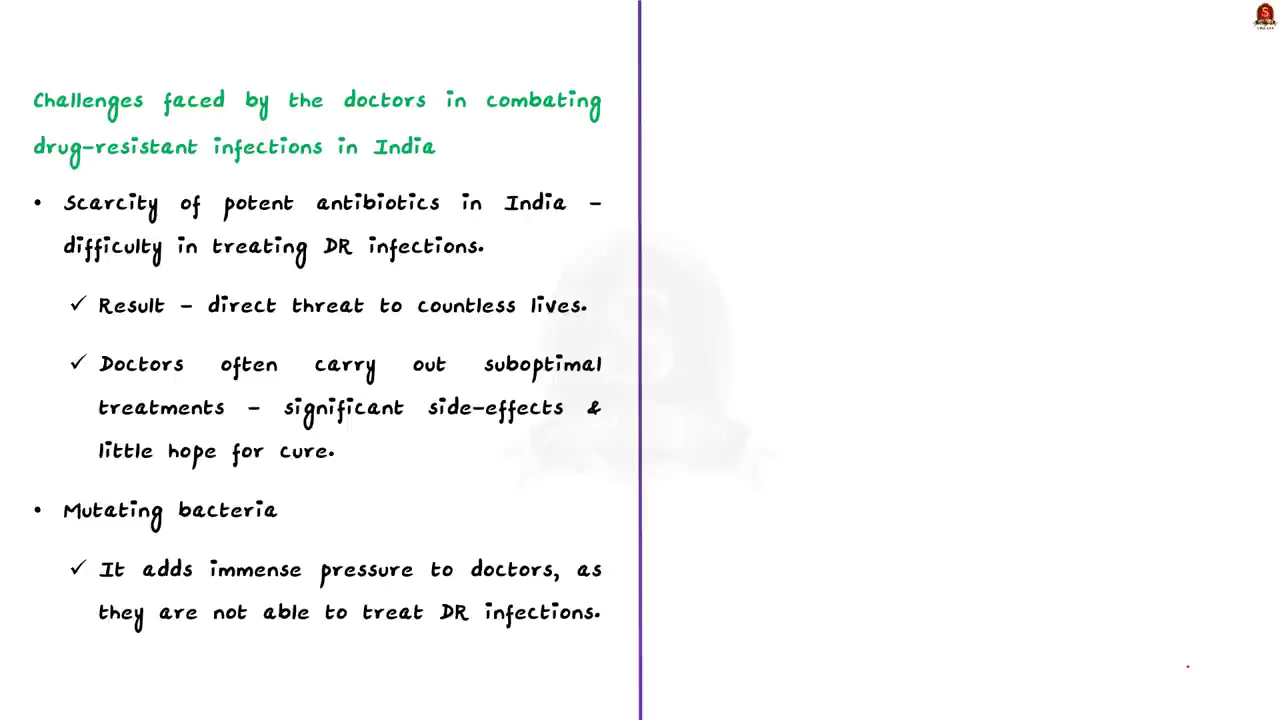 Challenges faced by the doctors in combating
drug-resistant infections in India
• Scarcity of potent antibiotics in India –
difficulty in treating DR infections.
✓ Result – direct threat to countless lives.
✓ Doctors often carry out suboptimal
treatments – significant side-effects &
little hope for cure.
• Mutating bacteria
✓ It adds immense pressure to doctors, as
they are not able to treat DR infections.
S